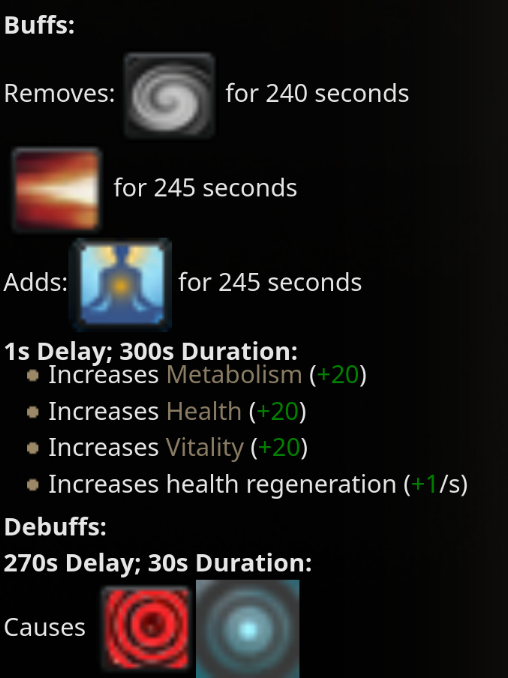 Buffs:
Removes: for 240 seconds
for 245 seconds
Adds: for 245 seconds
1s Delay; 300s Duration:
Increases Metabolism (+20)
Increases Health (+20)
Increases Vitality (+20)
Increases health regeneration (+1/s)
Debuffs:
270s Delay; 30s Duration:
Causes